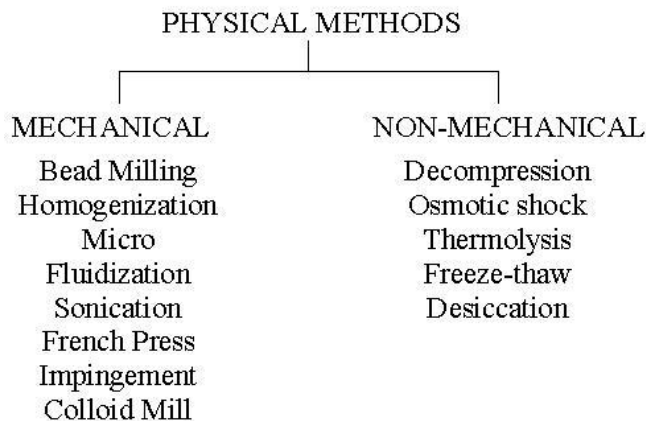 PHYSICAL METHODS
MECHANICAL
Bead Milling
Homogenization
Micro
Fluidization
Sonication
French Press
Impingement
Colloid Mill
NON-MECHANICAL
Decompression
Osmotic shock
Thermolysis
Freeze-thaw
Desiccation